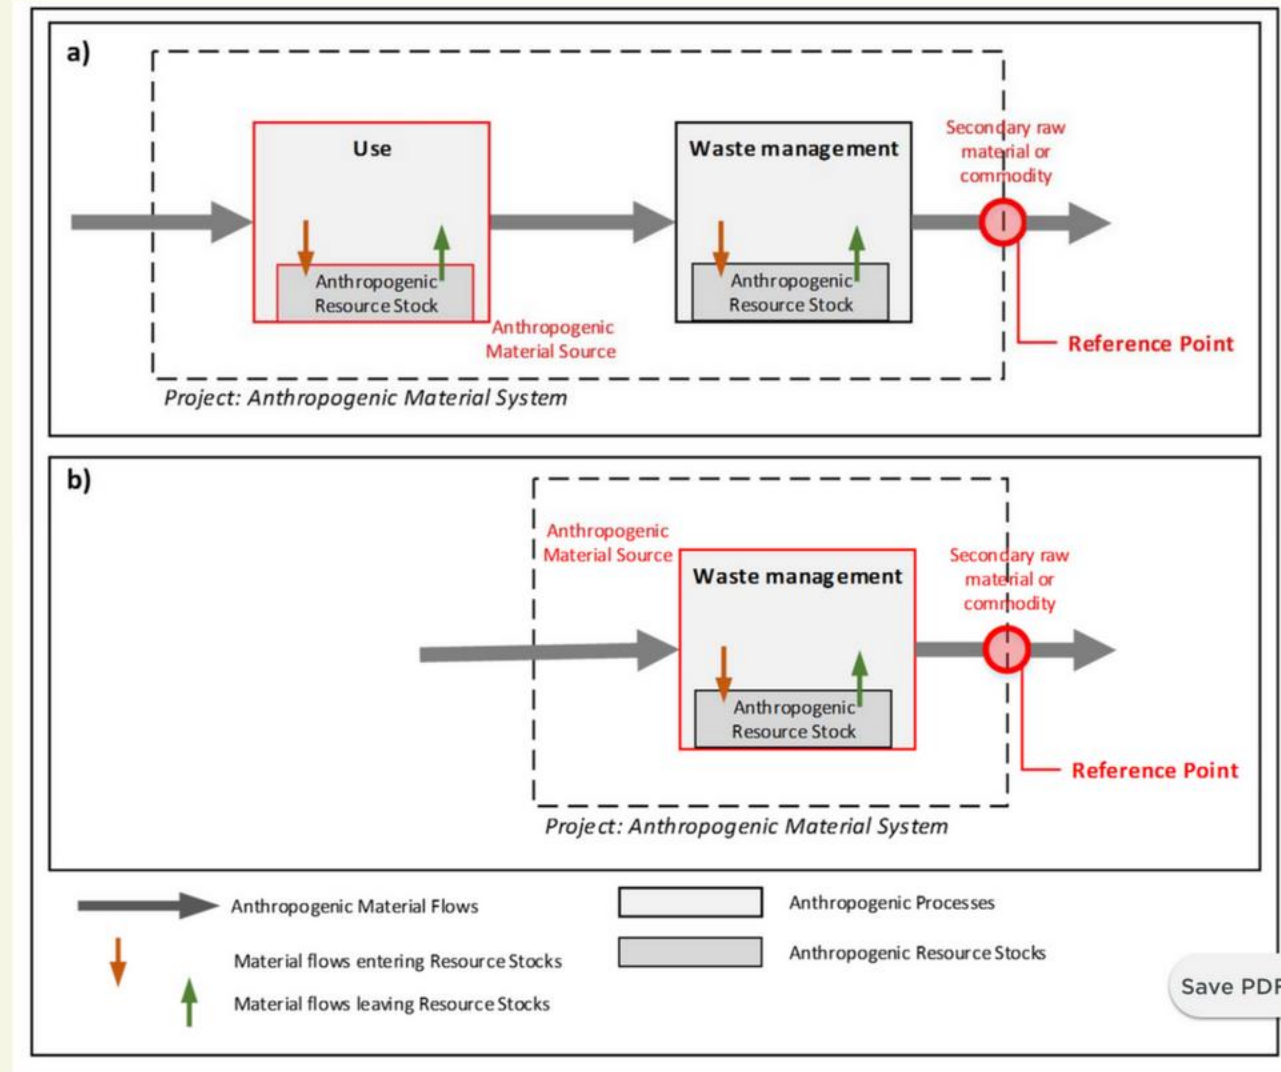 a)
Use
Waste management
Secondary raw
material or
commodity
Anthropogenic
Resource Stock
Anthropogenic
Resource Stock
Anthropogenic
Material Source
Reference Point
Project: Anthropogenic Material System
b)
Anthropogenic
Material Source
Waste management
Secondary raw
material or
commodity
Anthropogenic
Resource Stock
Reference Point
Project: Anthropogenic Material System
Anthropogenic Material Flows
Anthropogenic Processes
Material flows entering Resource Stocks
Anthropogenic Resource Stocks
Material flows leaving Resource Stocks
Save PDF